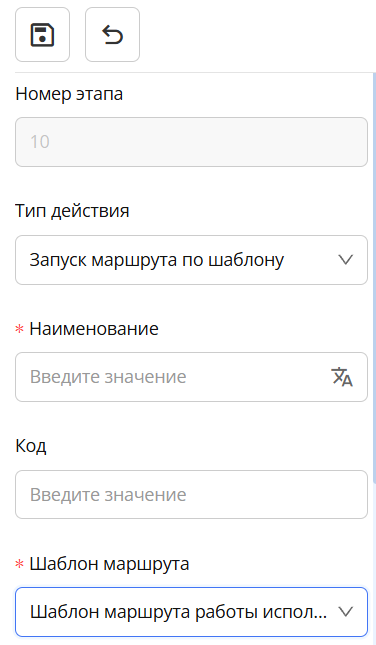 Номер этапа
10
Тип действия
Запуск маршрута по шаблону
* Наименование
Введите значение
Код
Введите значение
* Шаблон маршрута
Шаблон маршрута работы испол...